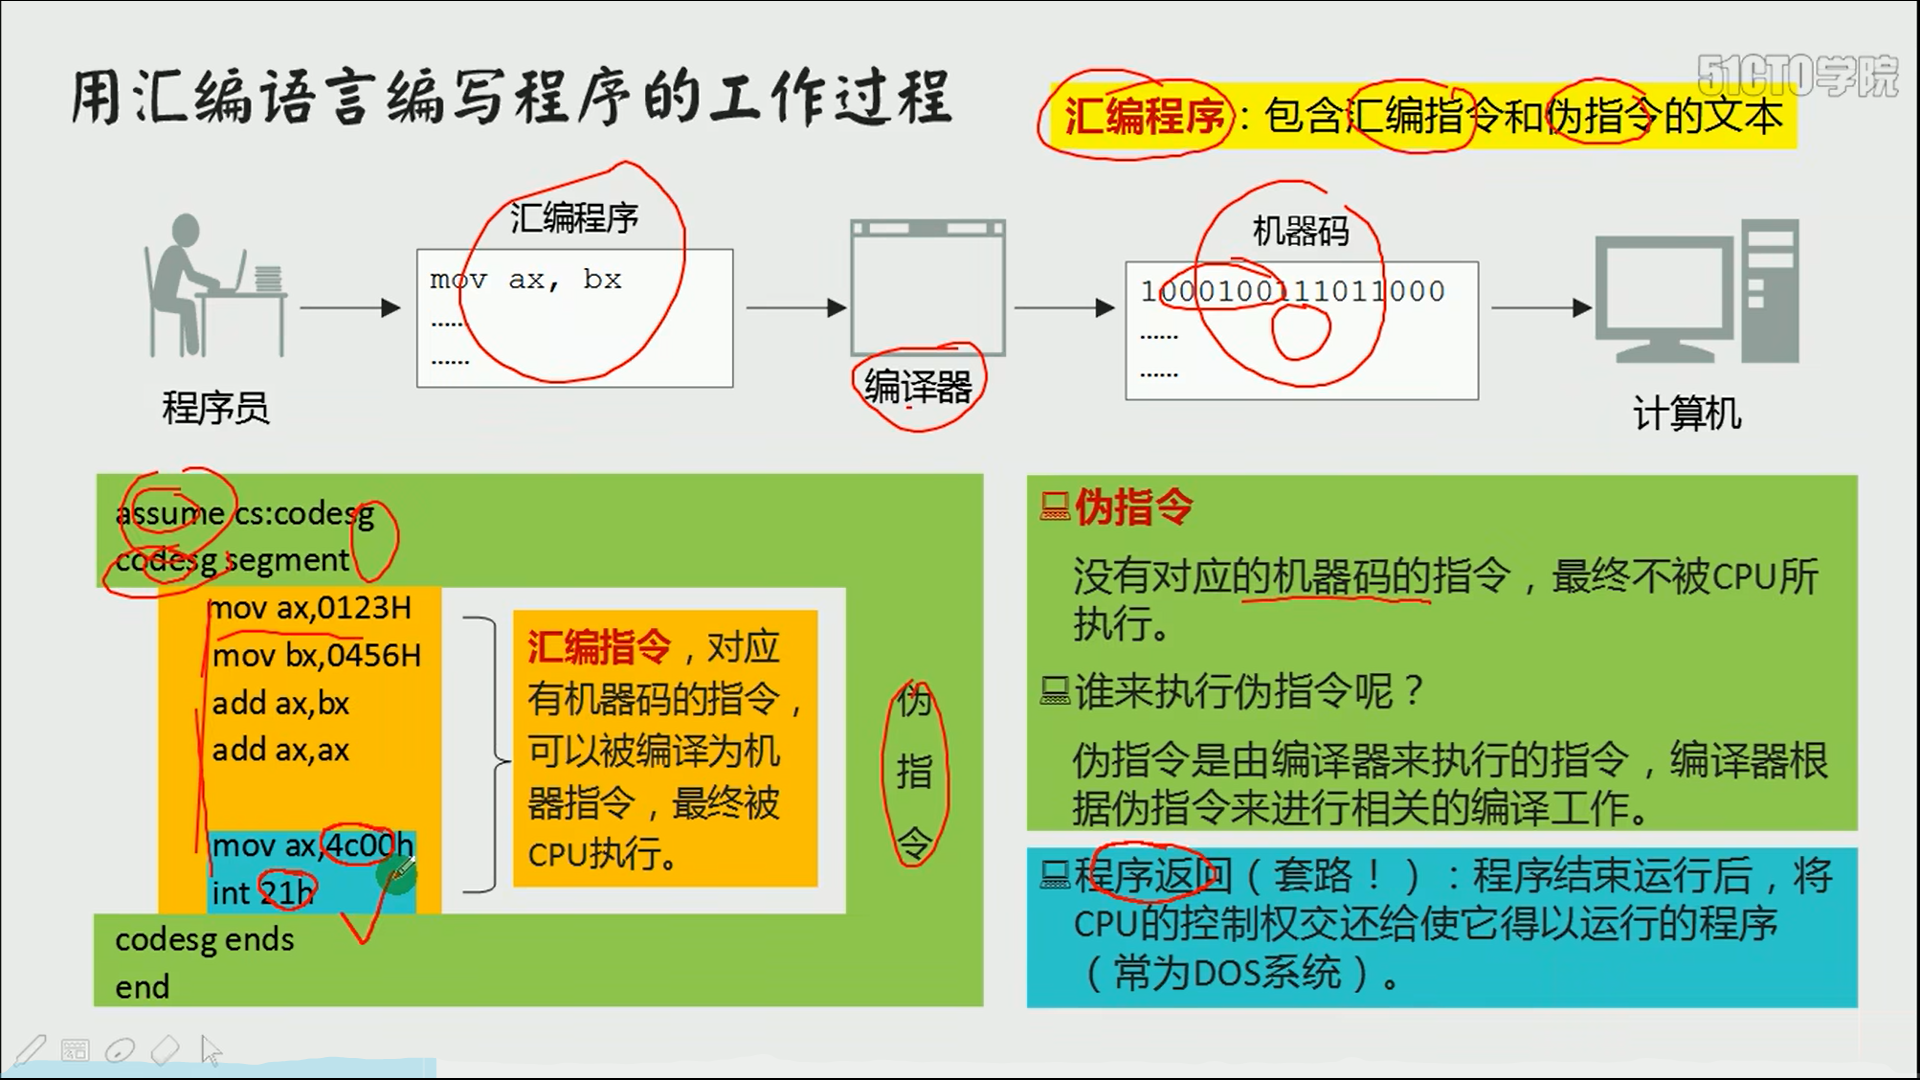 用汇编语言编写程序的工作过程
51CTO学院
汇编程序：包含汇编指令和伪指令的文本
汇编程序
mov ax, bx
……
……
机器码
1000100111011000
……
……
编译器
程序员
计算机
assume cs:codesg
codesg segment
mov ax,0123H
mov bx,0456H
add ax,bx
add ax,ax
mov ax,4c00h
int 21h
codesg ends
end
汇编指令，对应
有机器码的指令，
可以被编译为机
器指令，最终被
CPU执行。
伪
指
令
伪指令
没有对应的机器码的指令，最终不被CPU所
执行。
谁来执行伪指令呢？
伪指令是由编译器来执行的指令，编译器根
据伪指令来进行相关的编译工作。
程序返回（套路！）：程序结束运行后，将
CPU的控制权交还给使它得以运行的程序
（常为DOS系统）。